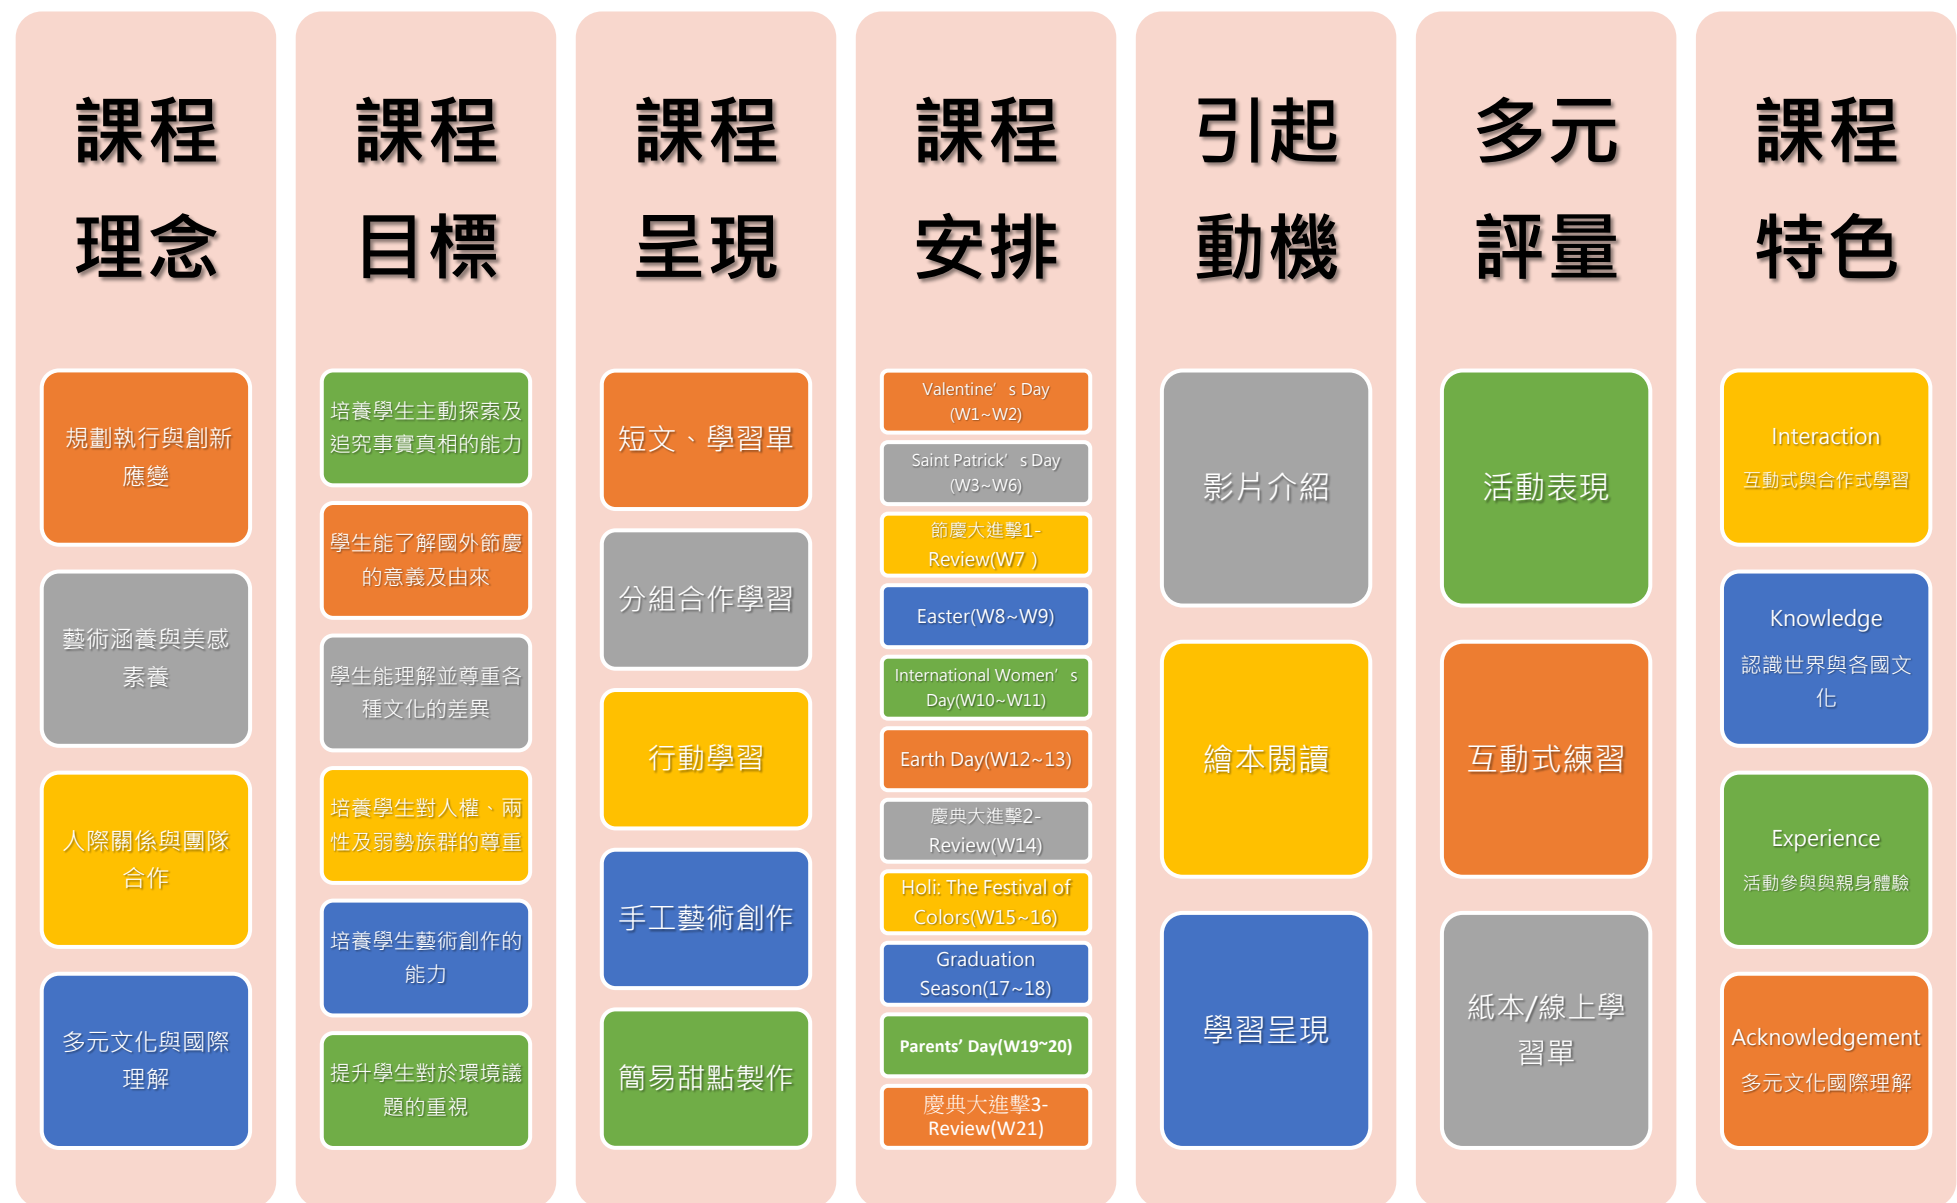 課程
理念
規劃執行與創新
應變
藝術涵養與美感
素養
人際關係與團隊
合作
多元文化與國際
理解
課程
目標
培養學生主動探索及
追究事實真相的能力
學生能了解國外節慶
的意義及由來
學生能理解並尊重各
種文化的差異
培養學生對人權、兩
性及弱勢族群的尊重
培養學生藝術創作的
能力
提升學生對於環境議
題的重視
課程
呈現
短文、學習單
分組合作學習
行動學習
手工藝術創作
簡易甜點製作
課程
安排
Valentine’s Day
(W1~W2)
Saint Patrick’s Day
(W3~W6)
節慶大進擊1-
Review(W7 )
Easter(W8~W9)
International Women’s
Day(W10~W11)
Earth Day(W12~13)
慶典大進擊2-
Review(W14)
Holi: The Festival of
Colors(W15~16)
Graduation
Season(17~18)
Parents’ Day(W19~20)
慶典大進擊3-
Review(W21)
引起
動機
影片介紹
繪本閱讀
學習呈現
多元
評量
活動表現
互動式練習
紙本/線上學
習單
課程
特色
Interaction
互動式與合作式學習
Knowledge
認識世界與各國文
化
Experience
活動參與與親身體驗
Acknowledgement
多元文化國際理解